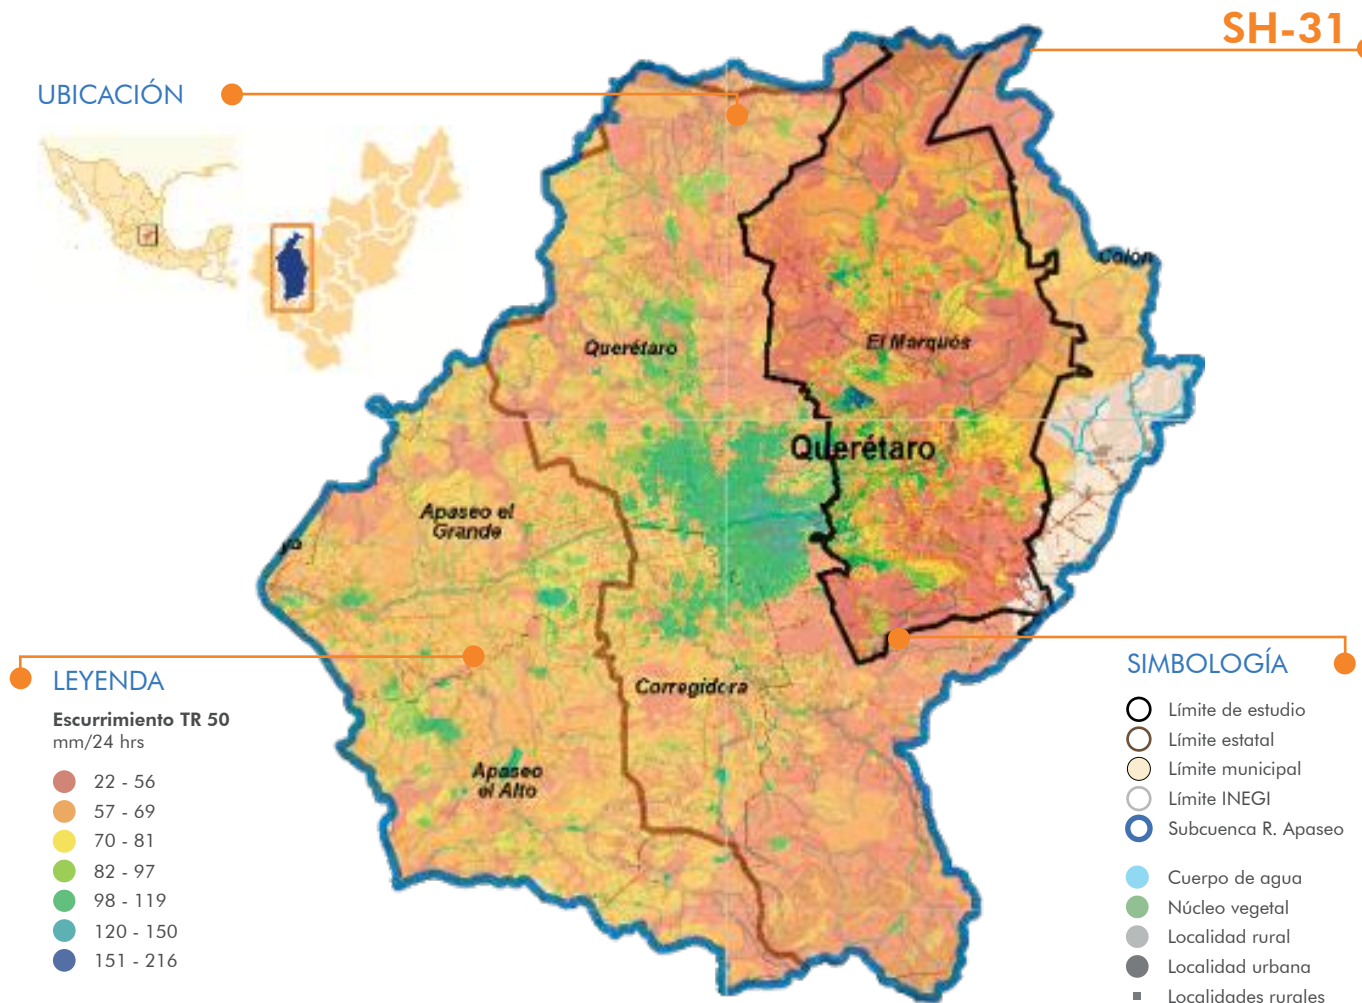 SH-31
UBICACIÓN
Colón
Querétaro
El Marqués
Querétaro
Apaseo el
Grande
ya
Corregidora
Apaseo
el Alto
LEYENDA
Escurrimiento TR 50
mm/24 hrs
22 - 56
57 - 69
70 - 81
82 - 97
98 - 119
120 - 150
151 - 216
SIMBOLOGÍA
Límite de estudio
Límite estatal
Límite municipal
Límite INEGI
Subcuenca R. Apaseo
Cuerpo de agua
Núcleo vegetal
Localidad rural
Localidad urbana
Localidades rurales